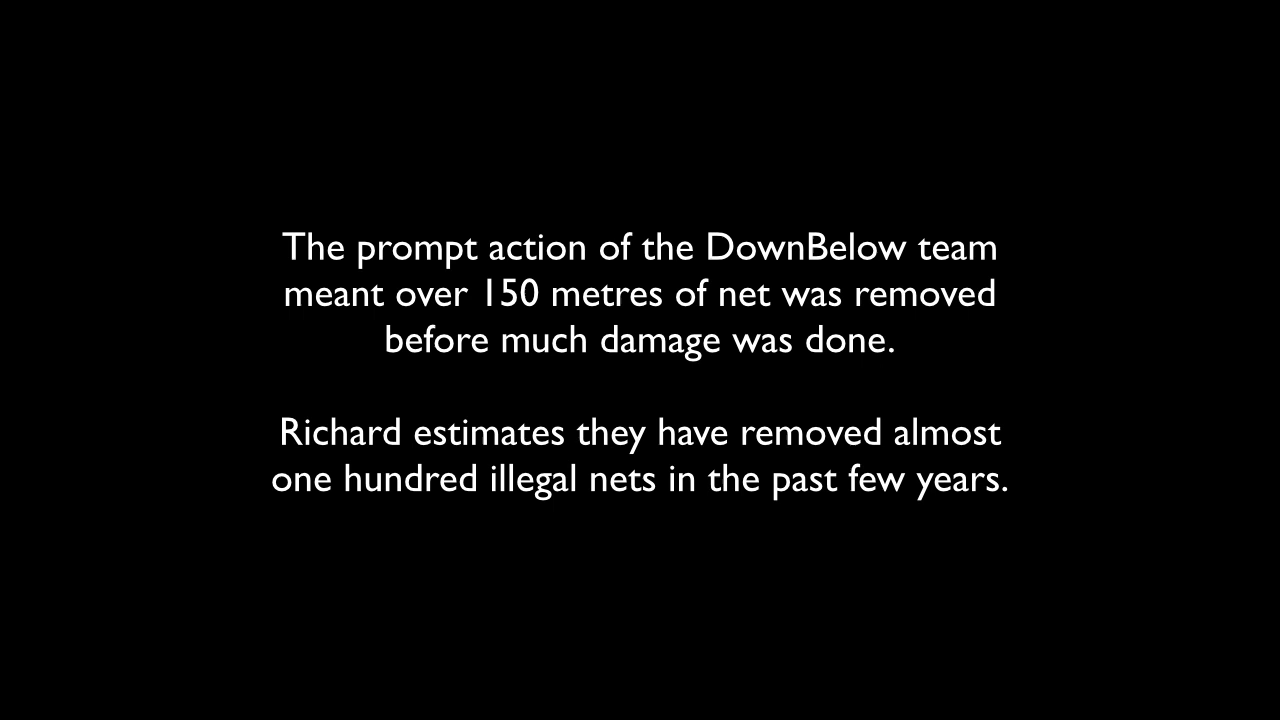 The prompt action of the DownBelow team
meant over 150 metres of net was removed
before much damage was done.
Richard estimates they have removed almost
one hundred illegal nets in the past few years.